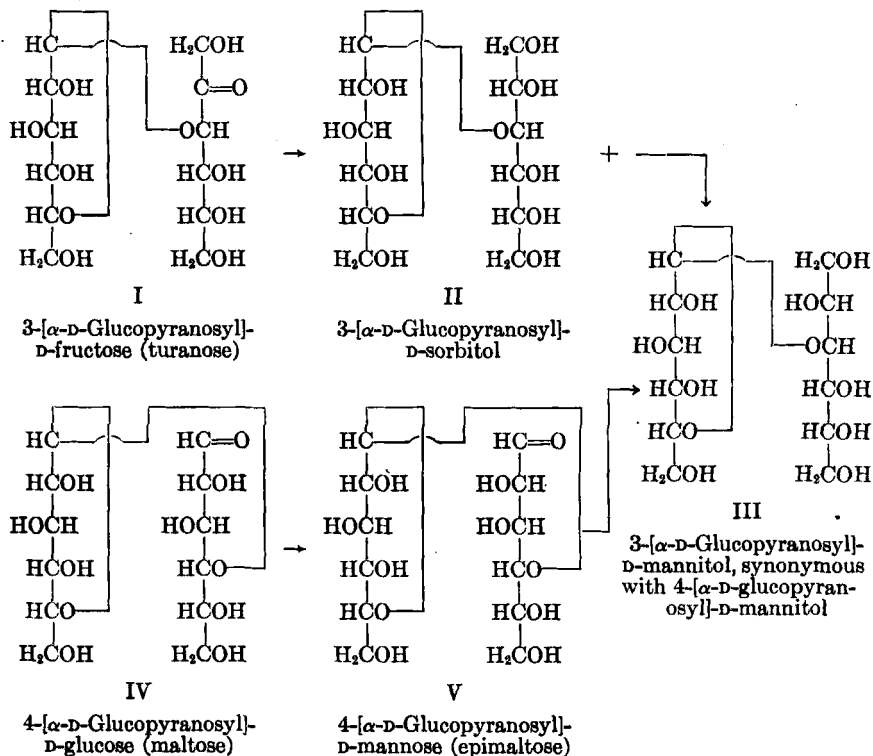 HC H₂COH
HCOH C=O
HOCH —OCH
HCOH HCOH
HCO HCOH
H₂COH H₂COH
I
3-[α-D-Glucopyranosyl]-
D-fructose (turanose)
→
HC H₂COH
HCOH HCOH
HOCH —OCH
HCOH HCOH
HCO HCOH
H₂COH H₂COH
II
3-[α-D-Glucopyranosyl]-
D-sorbitol
+
HC H₂COH
HCOH HOCH
HOCH —OCH
HCOH HCOH
HCO HCOH
H₂COH H₂COH
III
3-[α-D-Glucopyranosyl]-
D-mannitol, synonymous
with 4-[α-D-glucopyran-
osyl]-D-mannitol
HC HC=O
HCOH HCOH
HOCH HOCH
HCOH HCO
HCO HCOH
H₂COH H₂COH
IV
4-[α-D-Glucopyranosyl]-
D-glucose (maltose)
→
HC HC=O
HCOH HOCH
HOCH HOCH
HCOH HCO
HCO HCOH
H₂COH H₂COH
V
4-[α-D-Glucopyranosyl]-
D-mannose (epimaltose)